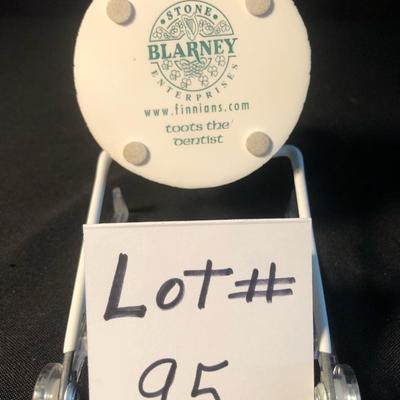 STONE
BLARNEY
ENTERPRISES
www.finnians.com
toots the
dentist
LoT#
95